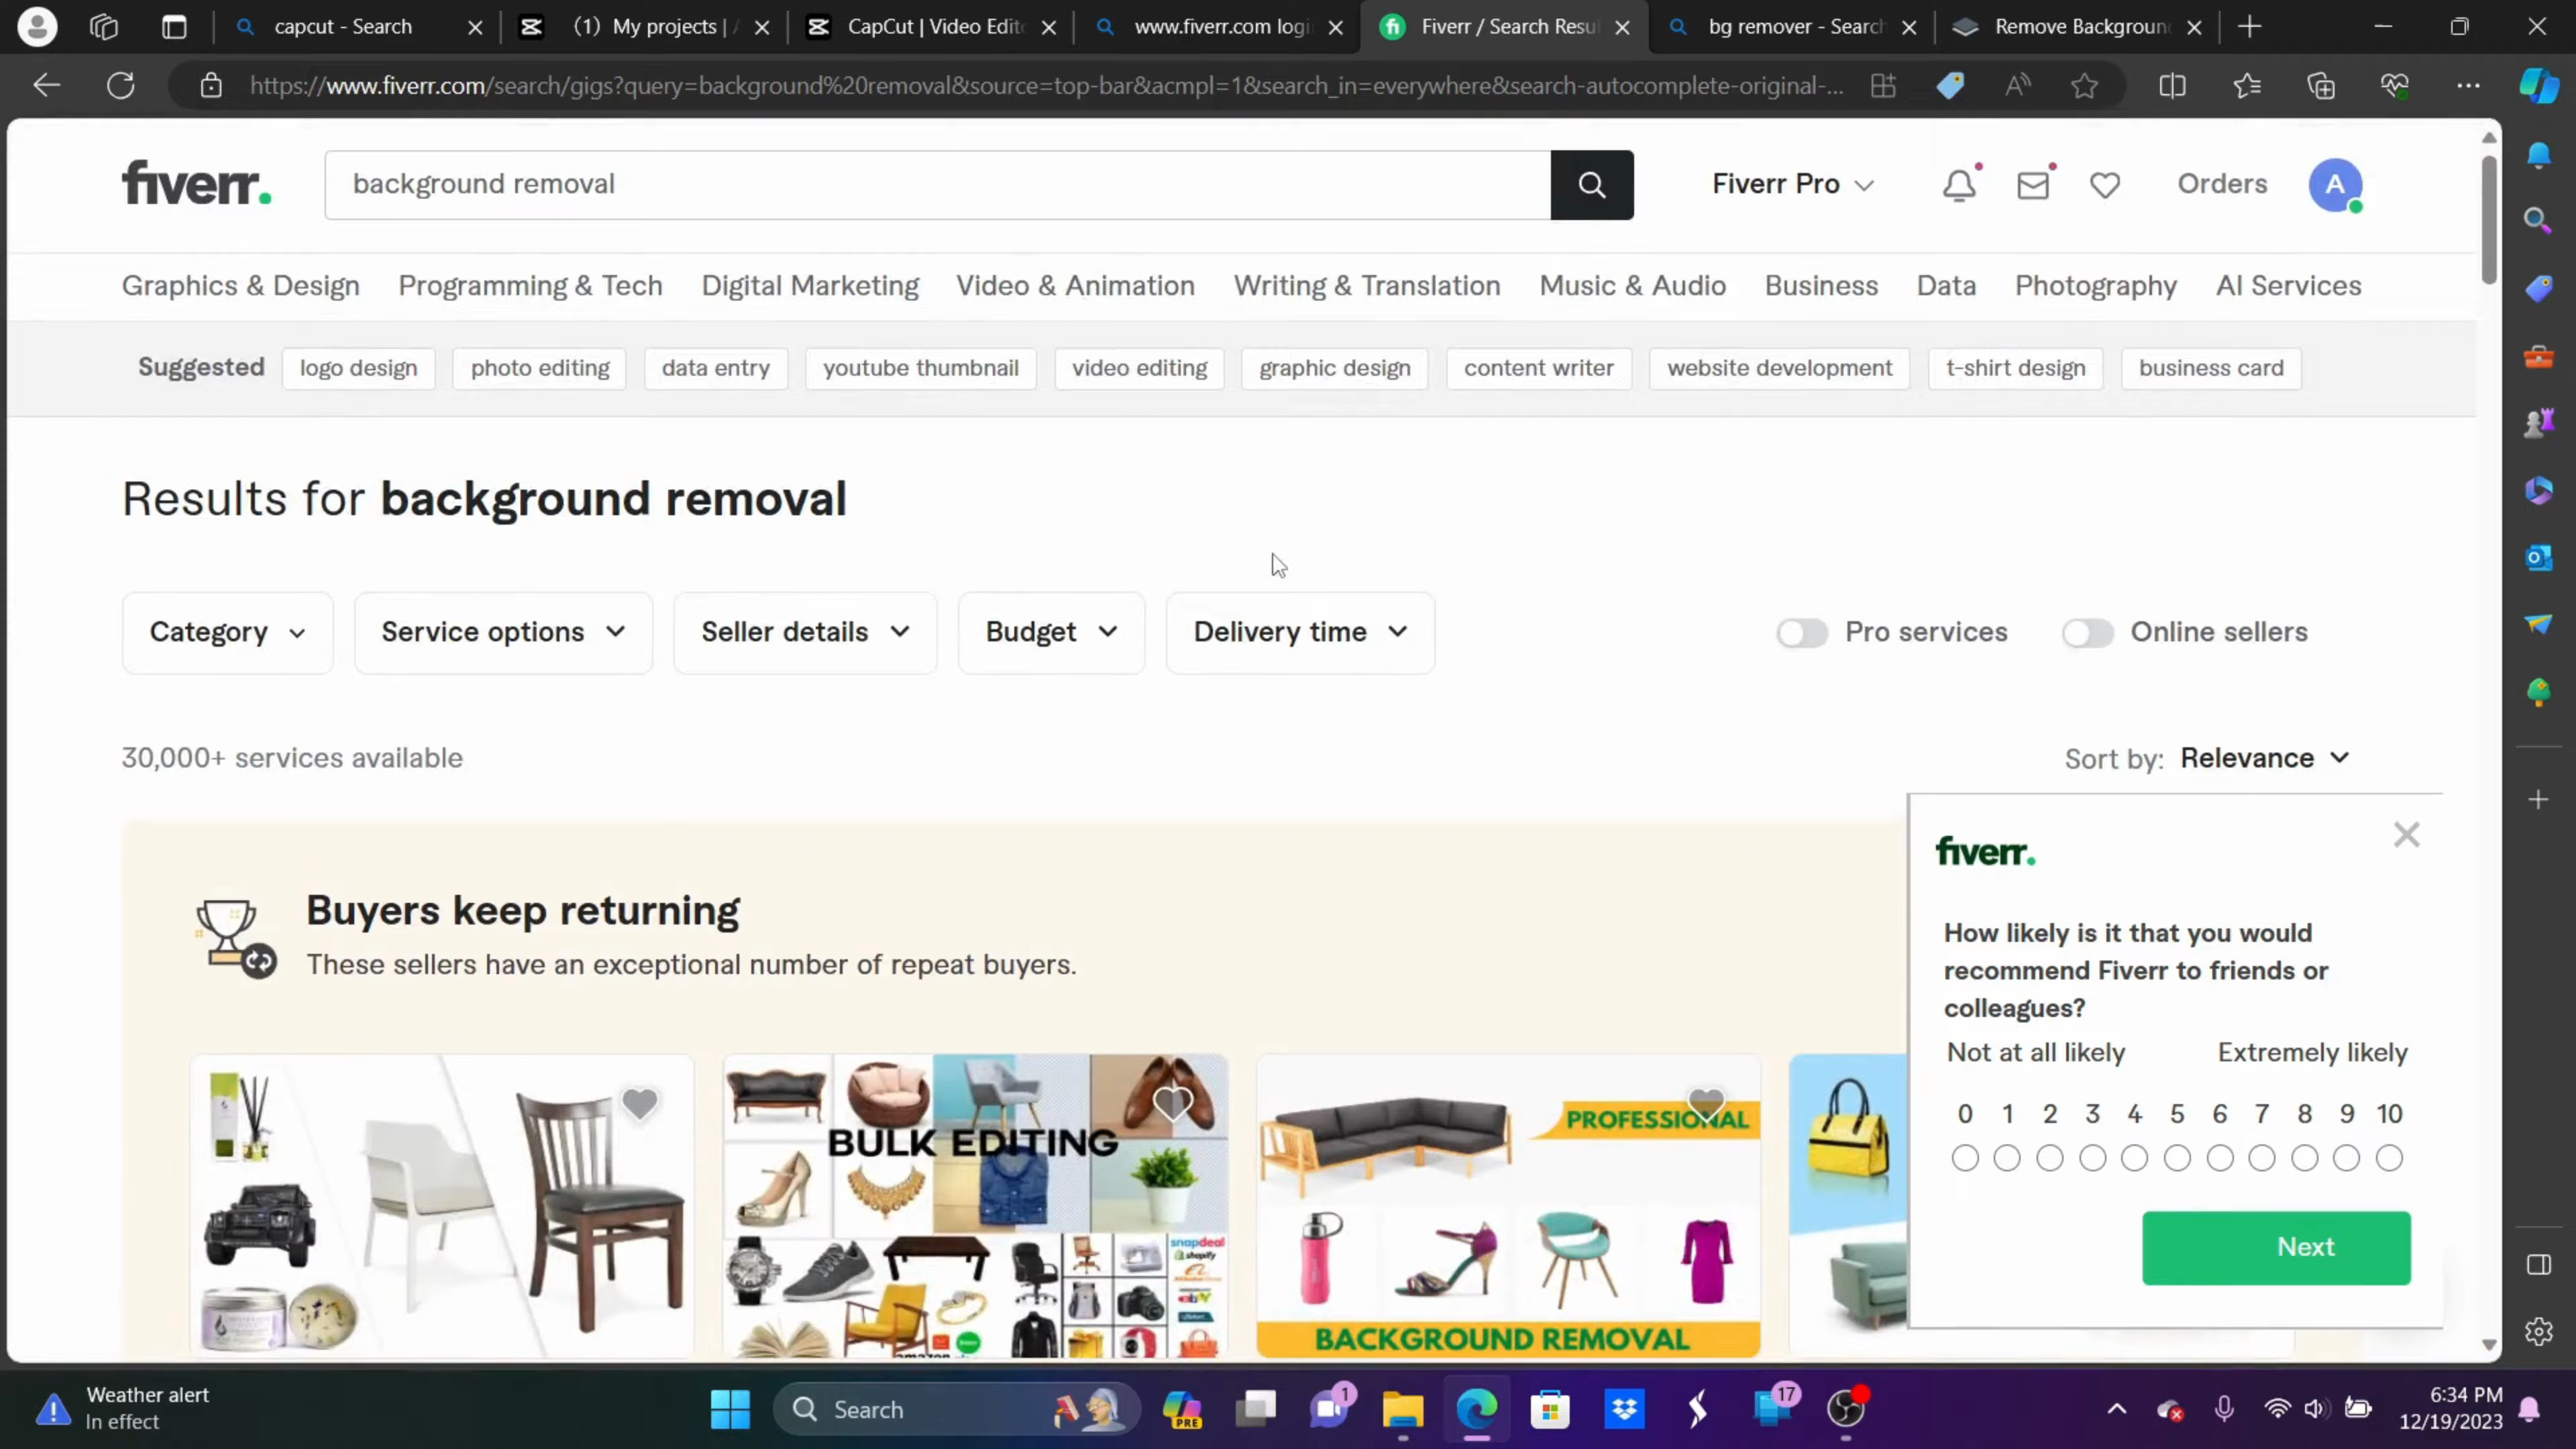 capcut - Search
(1) My projects |
CapCut | Video Edit
www.fiverr.com logi
Fiverr / Search Resu
bg remover - Search
Remove Backgroun
https://www.fiverr.com/search/gigs?query=background%20removal&source=top-bar&acmpl=1&search_in=everywhere&search-autocomplete-original-...
fiverr.
background removal
Fiverr Pro
Orders
A
Graphics & Design
Programming & Tech
Digital Marketing
Video & Animation
Writing & Translation
Music & Audio
Business
Data
Photography
AI Services
Suggested
logo design
photo editing
data entry
youtube thumbnail
video editing
graphic design
content writer
website development
t-shirt design
business card
Results for background removal
Category
Service options
Seller details
Budget
Delivery time
Pro services
Online sellers
30,000+ services available
Sort by: Relevance
Buyers keep returning
These sellers have an exceptional number of repeat buyers.
BULK EDITING
snapdeal
shopify
ebY
amazon
PROFESSIONAL
BACKGROUND REMOVAL
fiverr.
How likely is it that you would
recommend Fiverr to friends or
colleagues?
Not at all likely
Extremely likely
0 1 2 3 4 5 6 7 8 9 10
Next
Weather alert
In effect
Search
PRE
1
17
6:34 PM
12/19/2023